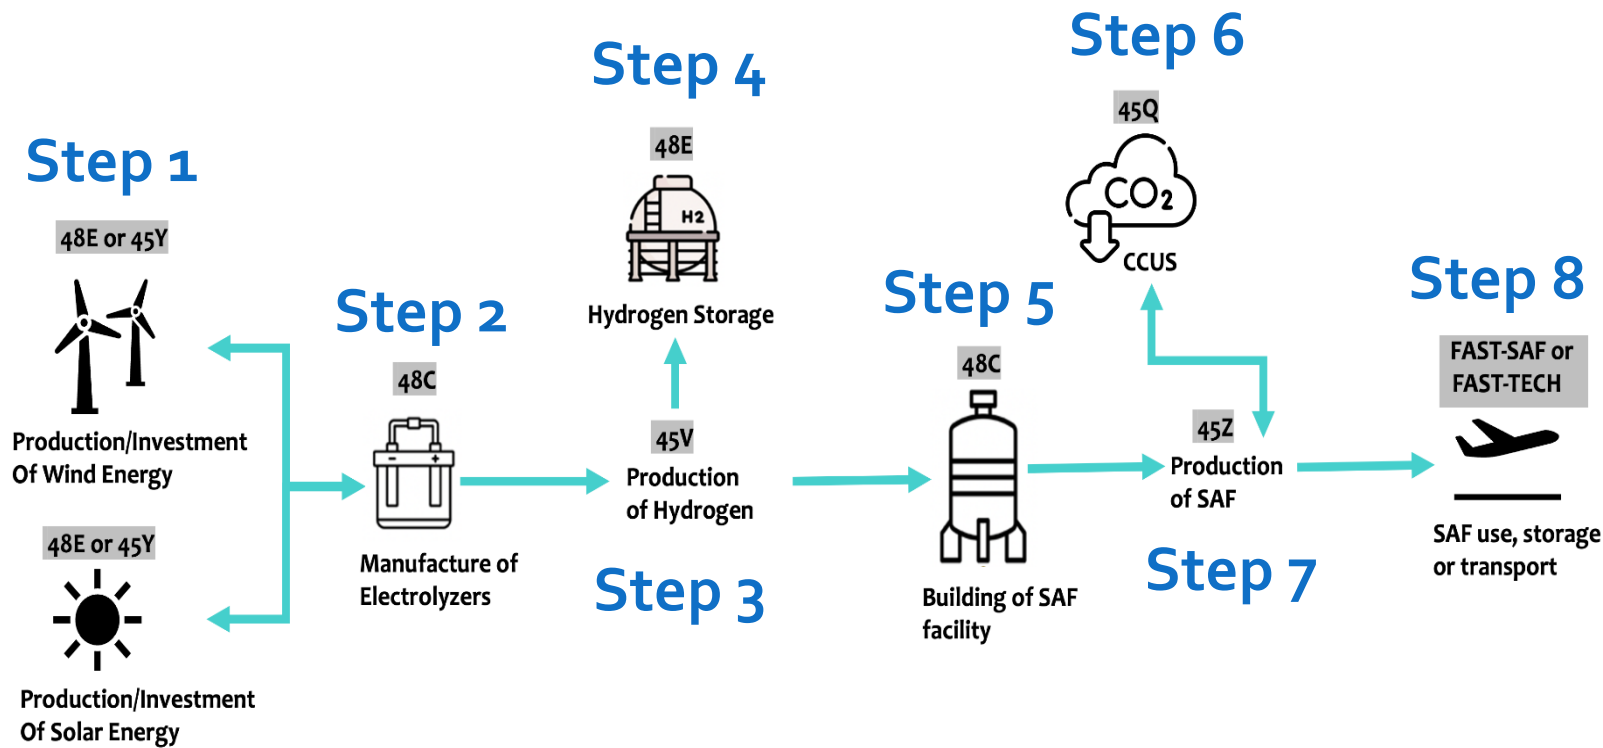 Step 1
48E or 45Y
Production/Investment
Of Wind Energy
48E or 45Y
Production/Investment
Of Solar Energy
Step 2
48C
- +
Manufacture of
Electrolyzers
Step 4
48E
H2
Hydrogen Storage
45V
Production
of Hydrogen
Step 3
Step 5
48C
Building of SAF
facility
Step 6
45Q
CO2
CCUS
45Z
Production
of SAF
Step 7
Step 8
FAST-SAF or
FAST-TECH
SAF use, storage
or transport